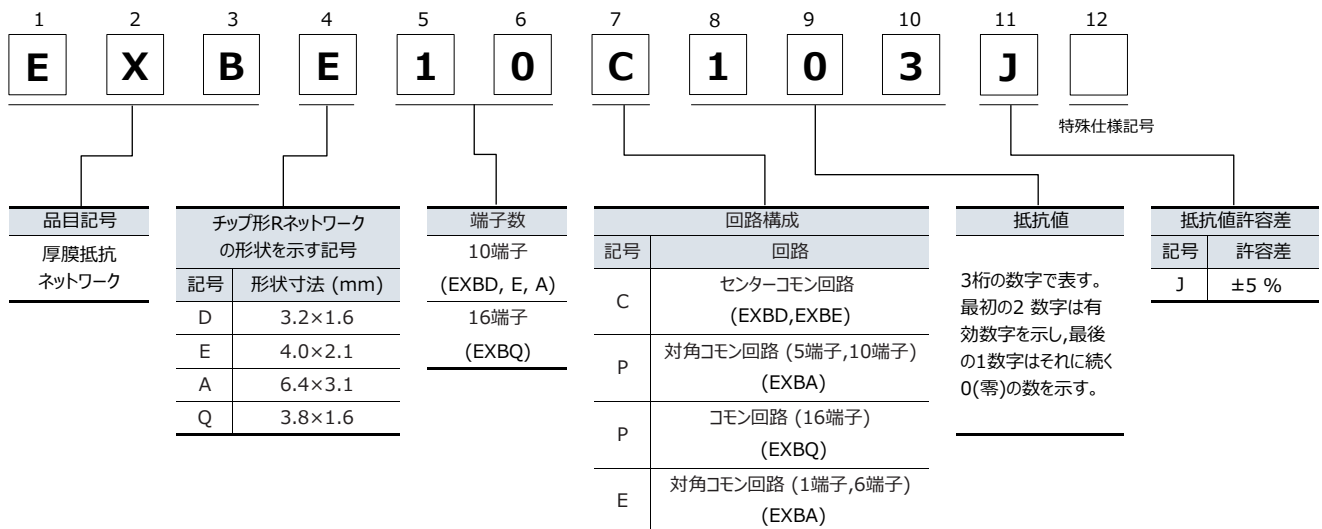 1 2 3 4 5 6 7 8 9 10 11 12
E X B E 1 0 C 1 0 3 J
特殊仕様記号
品目記号
厚膜抵抗
ネットワーク
チップ形Rネットワーク
の形状を示す記号
記号 形状寸法 (mm)
D 3.2×1.6
E 4.0×2.1
A 6.4×3.1
Q 3.8×1.6
端子数
10端子
(EXBD, E, A)
16端子
(EXBQ)
回路構成
記号 回路
C センターコモン回路
(EXBD,EXBE)
P 対角コモン回路 (5端子,10端子)
(EXBA)
P コモン回路 (16端子)
(EXBQ)
E 対角コモン回路 (1端子,6端子)
(EXBA)
抵抗値
3桁の数字で表す。
最初の2 数字は有
効数字を示し,最後
の1数字はそれに続く
0(零)の数を示す。
抵抗値許容差
記号 許容差
J ±5 %